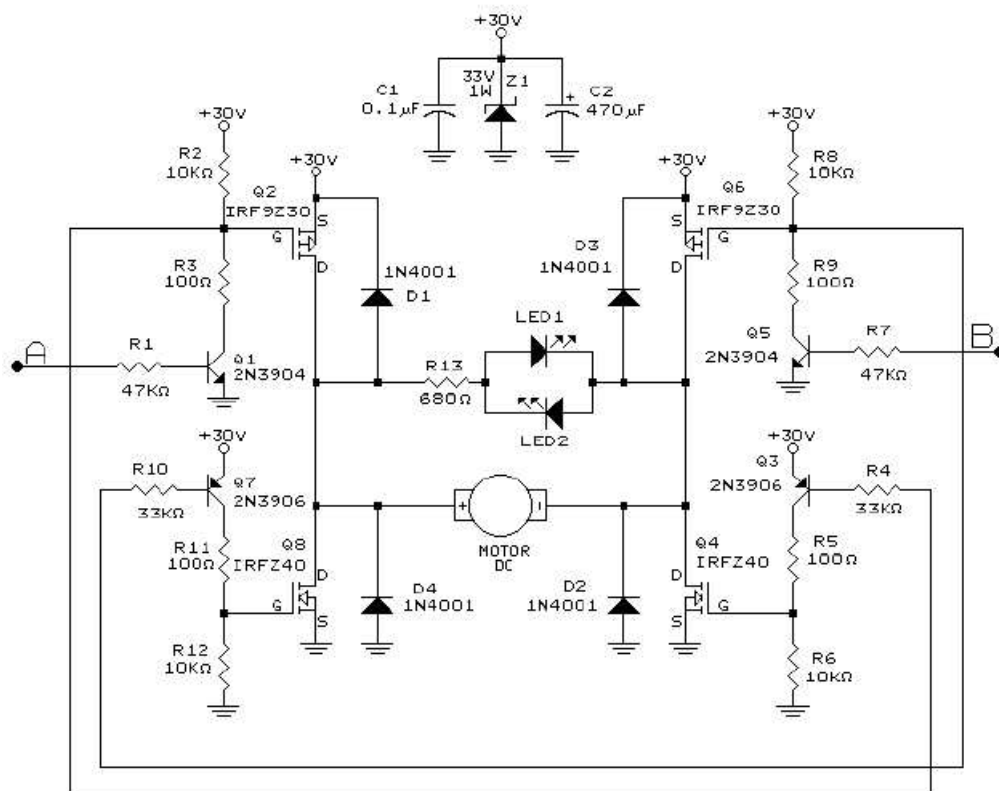 +30V
C1
0.1µF
33V
1W
Z1
C2
470µF
+30V
R2
10KΩ
Q2
IRF9Z30
+30V
S
G
D
R3
100Ω
1N4001
D1
A
R1
47KΩ
Q1
2N3904
LED1
R13
680Ω
LED2
+30V
Q6
IRF9Z30
S
G
D
D3
1N4001
+30V
R8
10KΩ
R9
100Ω
Q5
2N3904
R7
47KΩ
B
+30V
R10
33KΩ
Q7
2N3906
R11
100Ω
Q8
IRFZ40
D
G
S
R12
10KΩ
D4
1N4001
+
-
MOTOR
DC
D2
1N4001
+30V
Q3
2N3906
R4
33KΩ
Q4
IRFZ40
D
G
S
R5
100Ω
R6
10KΩ